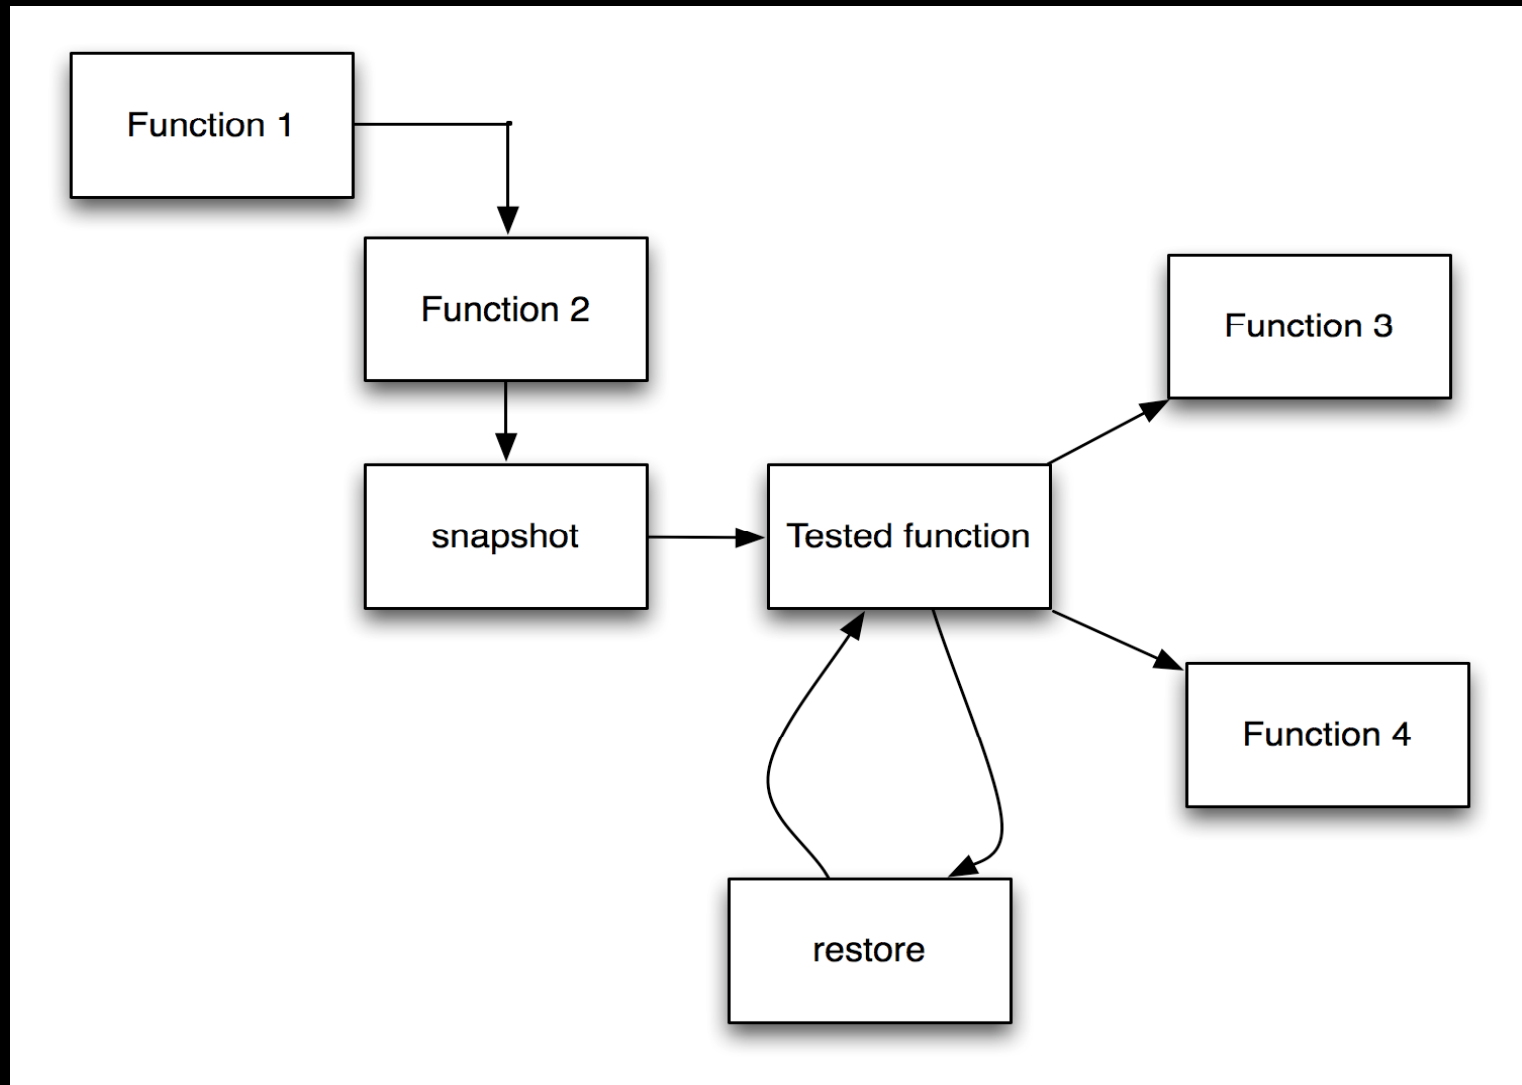 Function 1
Function 2
Function 3
snapshot
Tested function
Function 4
restore